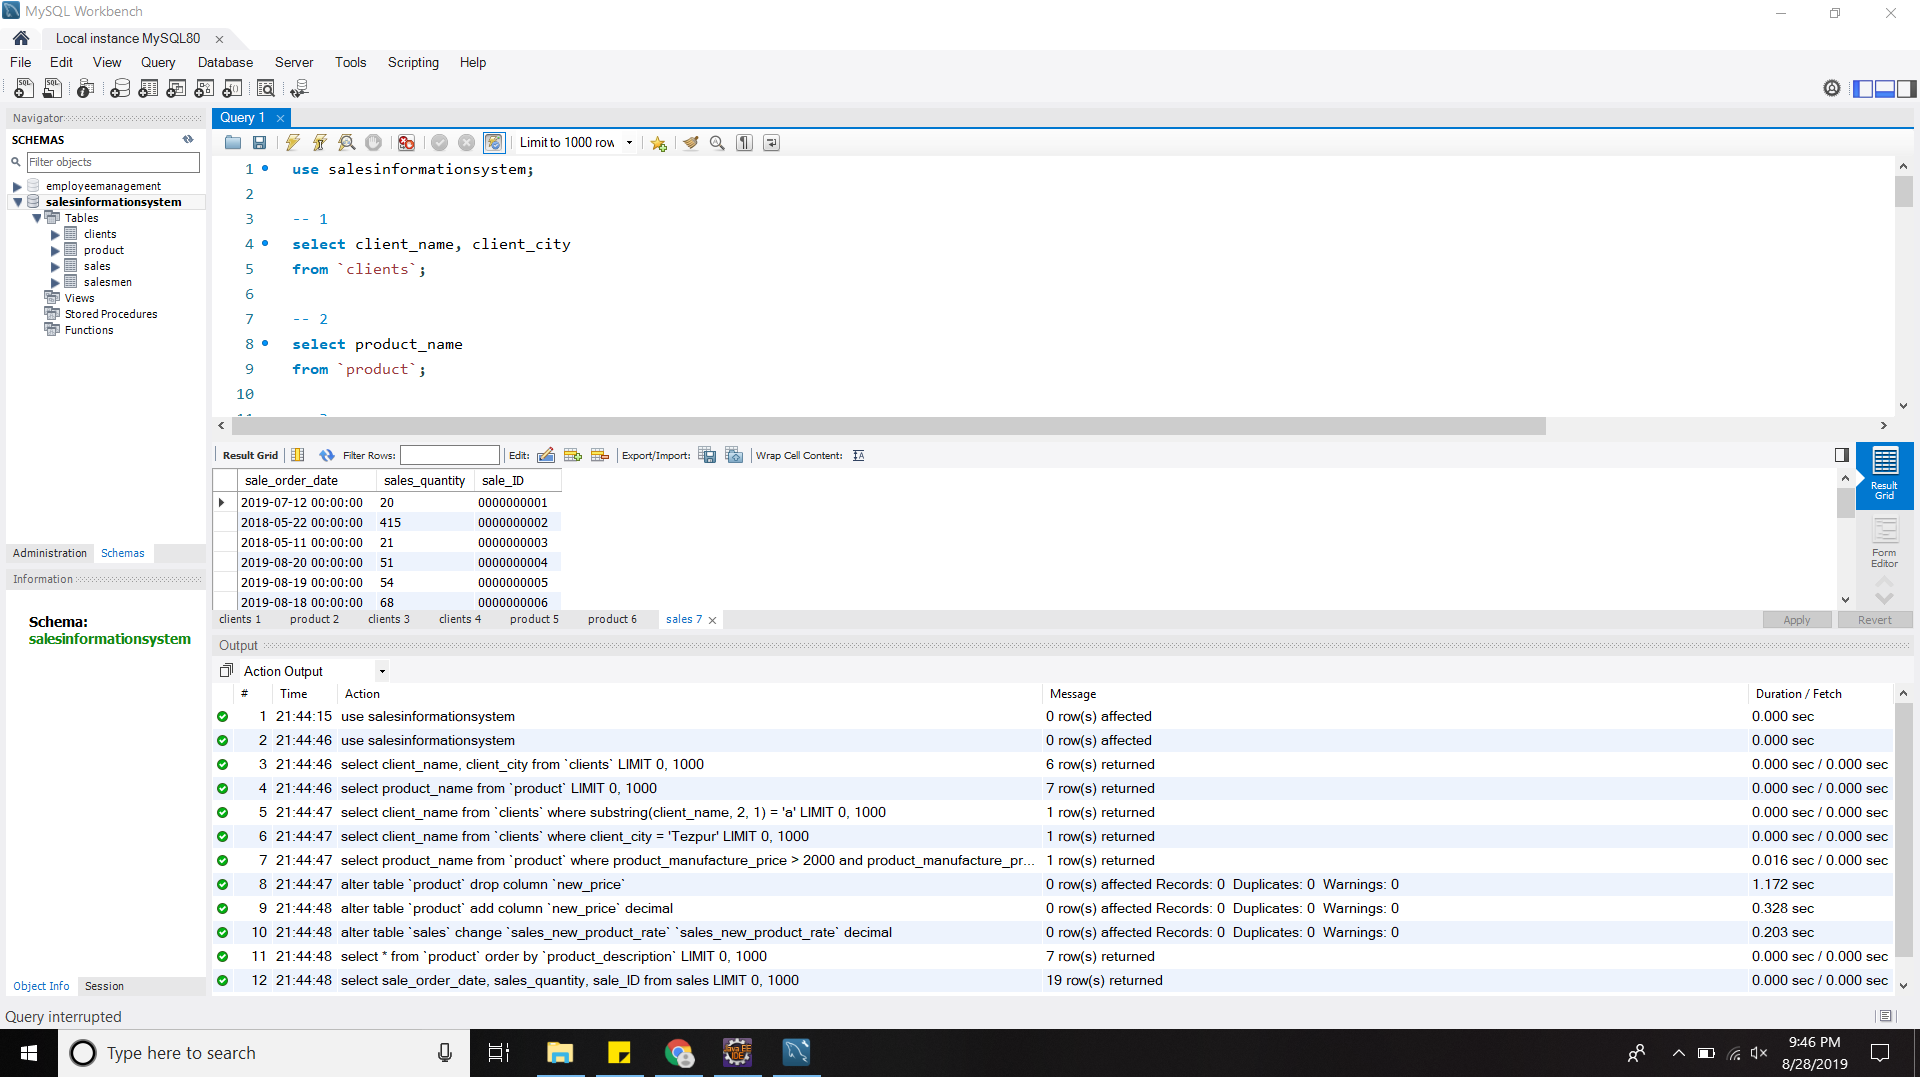 MySQL Workbench
Local instance MySQL80
File Edit View Query Database Server Tools Scripting Help
Navigator
SCHEMAS
Filter objects
employeemanagement
salesinformationsystem
Tables
clients
product
sales
salesmen
Views
Stored Procedures
Functions
Administration Schemas
Information
Schema:
salesinformationsystem
Object Info Session
Query 1
Limit to 1000 row
1 use salesinformationsystem;
2
3 -- 1
4 select client_name, client_city
5 from `clients`;
6
7 -- 2
8 select product_name
9 from `product`;
10
Result Grid Filter Rows: Edit: Export/Import: Wrap Cell Content:
sale_order_date sales_quantity sale_ID
2019-07-12 00:00:00 20 0000000001
2018-05-22 00:00:00 415 0000000002
2018-05-11 00:00:00 21 0000000003
2019-08-20 00:00:00 51 0000000004
2019-08-19 00:00:00 54 0000000005
2019-08-18 00:00:00 68 0000000006
Result
Grid
Form
Editor
clients 1 product 2 clients 3 clients 4 product 5 product 6 sales 7 Apply Revert
Output
Action Output
# Time Action Message Duration / Fetch
1 21:44:15 use salesinformationsystem 0 row(s) affected 0.000 sec
2 21:44:46 use salesinformationsystem 0 row(s) affected 0.000 sec
3 21:44:46 select client_name, client_city from `clients` LIMIT 0, 1000 6 row(s) returned 0.000 sec / 0.000 sec
4 21:44:46 select product_name from `product` LIMIT 0, 1000 7 row(s) returned 0.000 sec / 0.000 sec
5 21:44:47 select client_name from `clients` where substring(client_name, 2, 1) = 'a' LIMIT 0, 1000 1 row(s) returned 0.000 sec / 0.000 sec
6 21:44:47 select client_name from `clients` where client_city = 'Tezpur' LIMIT 0, 1000 1 row(s) returned 0.000 sec / 0.000 sec
7 21:44:47 select product_name from `product` where product_manufacture_price > 2000 and product_manufacture_pr... 1 row(s) returned 0.016 sec / 0.000 sec
8 21:44:47 alter table `product` drop column `new_price` 0 row(s) affected Records: 0 Duplicates: 0 Warnings: 0 1.172 sec
9 21:44:48 alter table `product` add column `new_price` decimal 0 row(s) affected Records: 0 Duplicates: 0 Warnings: 0 0.328 sec
10 21:44:48 alter table `sales` change `sales_new_product_rate` `sales_new_product_rate` decimal 0 row(s) affected Records: 0 Duplicates: 0 Warnings: 0 0.203 sec
11 21:44:48 select * from `product` order by `product_description` LIMIT 0, 1000 7 row(s) returned 0.000 sec / 0.000 sec
12 21:44:48 select sale_order_date, sales_quantity, sale_ID from sales LIMIT 0, 1000 19 row(s) returned 0.000 sec / 0.000 sec
Query interrupted
Type here to search
Java EE
IDE
9:46 PM
8/28/2019